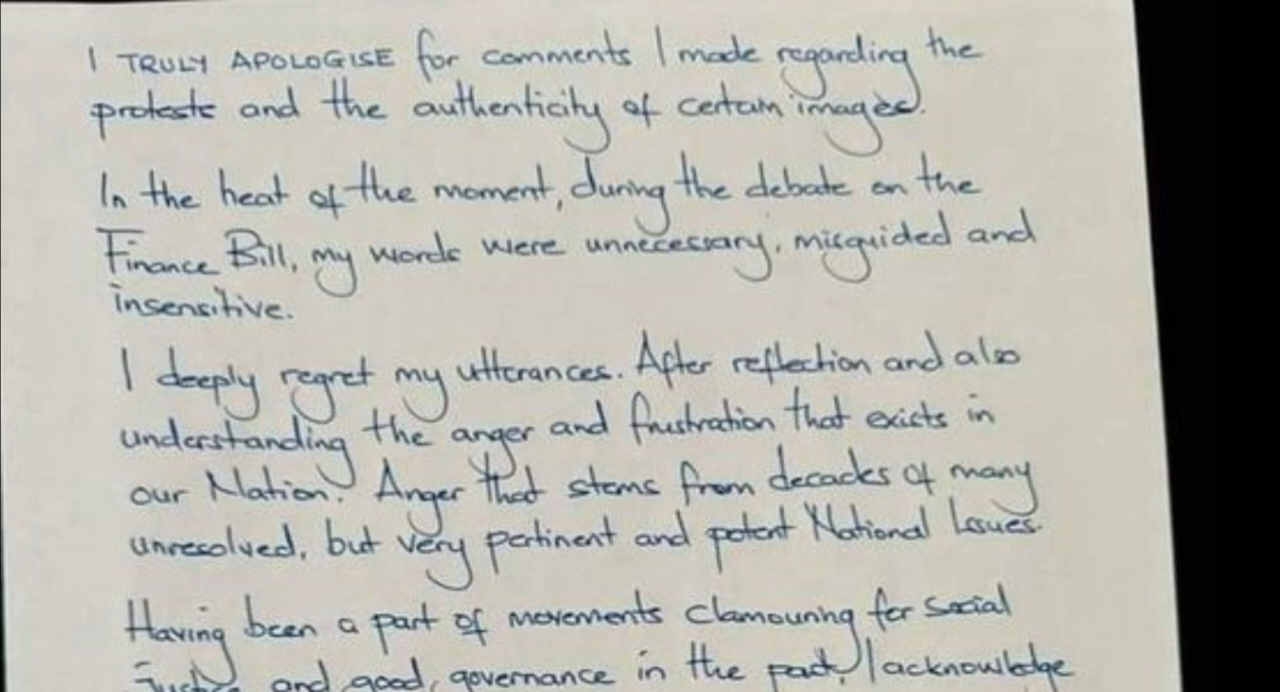 I TRULY APOLOGISE for comments I made regarding the
protests and the authenticity of certain images.
In the heat of the moment, during the debate on the
Finance Bill, my words were unnecessary, misguided and
insensitive.
I deeply regret my utterances. After reflection and also
understanding the anger and frustration that exists in
our Nation. Anger that stems from decades of many
unresolved, but very pertinent and potent National Issues.
Having been a part of movements clamouring for Social
Justice and good governance in the past, I acknowledge